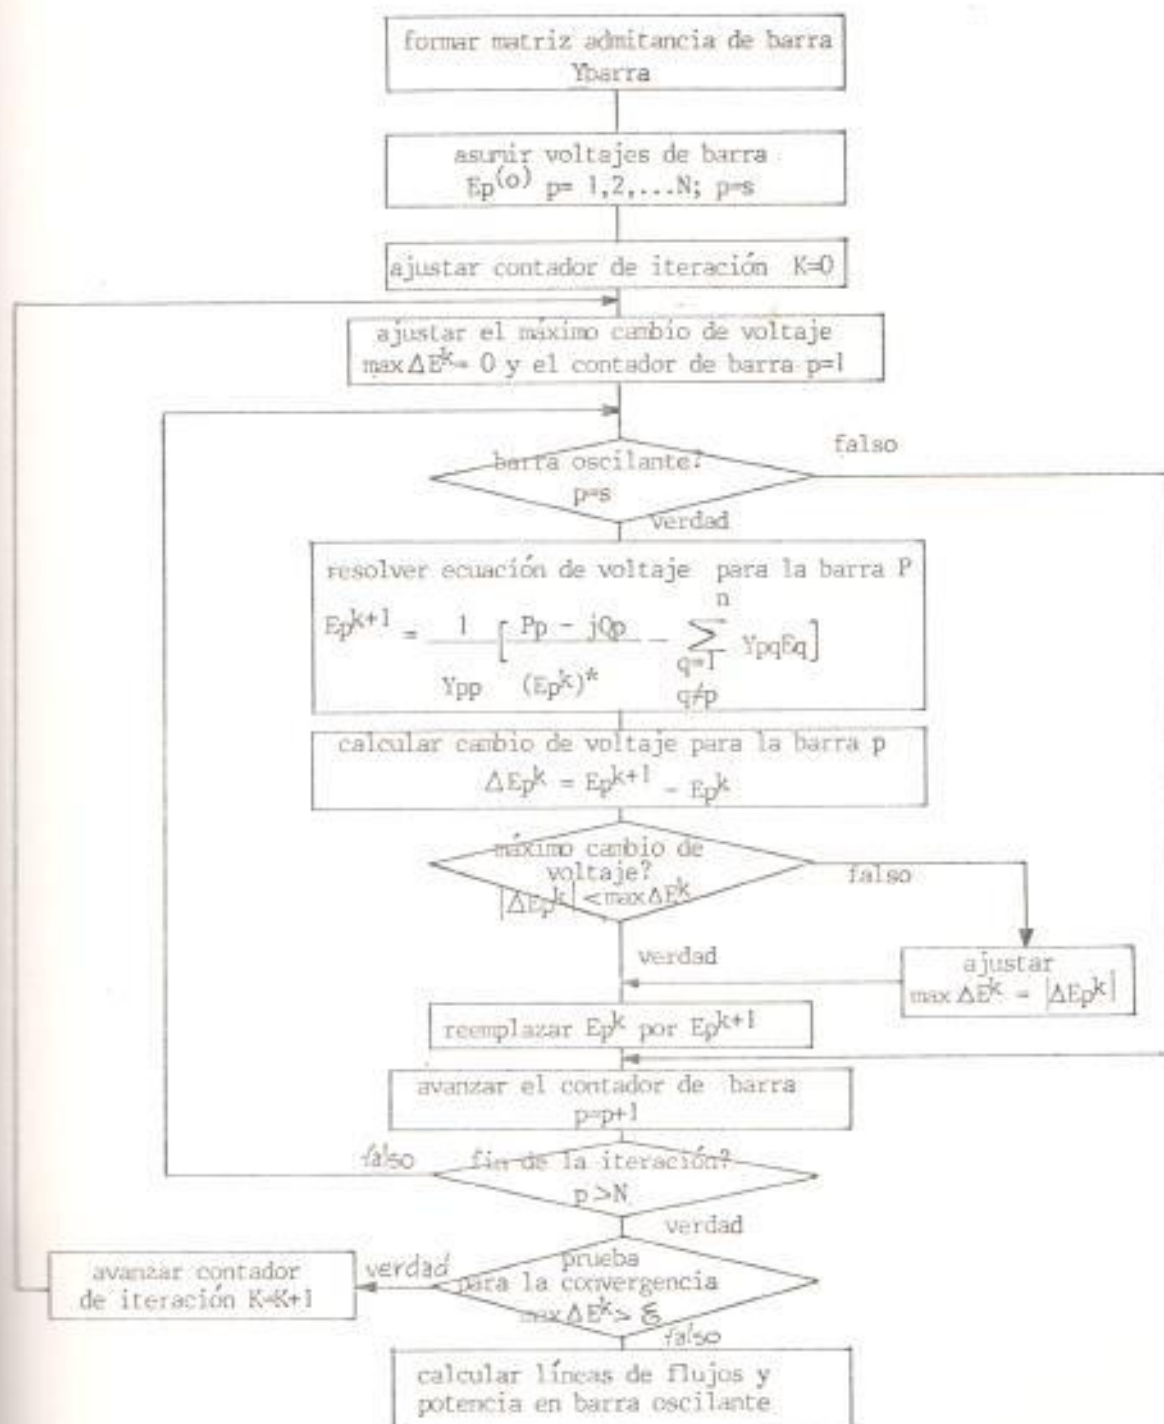 formar matriz admitancia de barra
Ybarra
asumir voltajes de barra
Ep(o) p= 1,2,...N; p=s
ajustar contador de iteración K=0
ajustar el máximo cambio de voltaje
max ΔE^k= 0 y el contador de barra p=1
barra oscilante?
p=s
falso
verdad
resolver ecuación de voltaje para la barra P
Ep^k+1 = 1/Ypp [ (Pp - jQp)/(Ep^k)* - n∑q=1 q≠p YpqEq]
calcular cambio de voltaje para la barra p
ΔEp^k = Ep^k+1 - Ep^k
máximo cambio de
voltaje?
|ΔEp^k| < max ΔE^k
falso
verdad
ajustar
max ΔE^k = |ΔEp^k|
reemplazar Ep^k por Ep^k+1
avanzar el contador de barra
p=p+1
falso
fin de la iteración?
p >N
verdad
prueba
para la convergencia
max ΔE^k > ε
verdad
avanzar contador
de iteración K=K+1
falso
calcular líneas de flujos y
potencia en barra oscilante